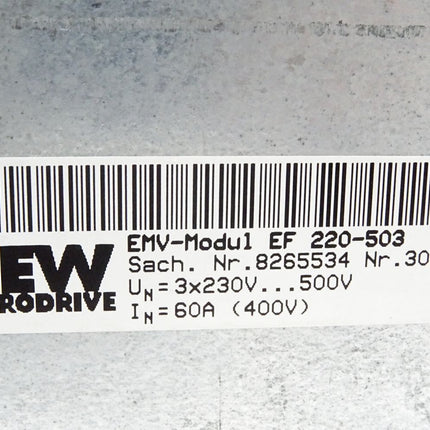 EW
RODRIVE
EMV-Modul EF 220-503
Sach. Nr.8265534 Nr.30
UN=3x230V...500V
IN=60A (400V)